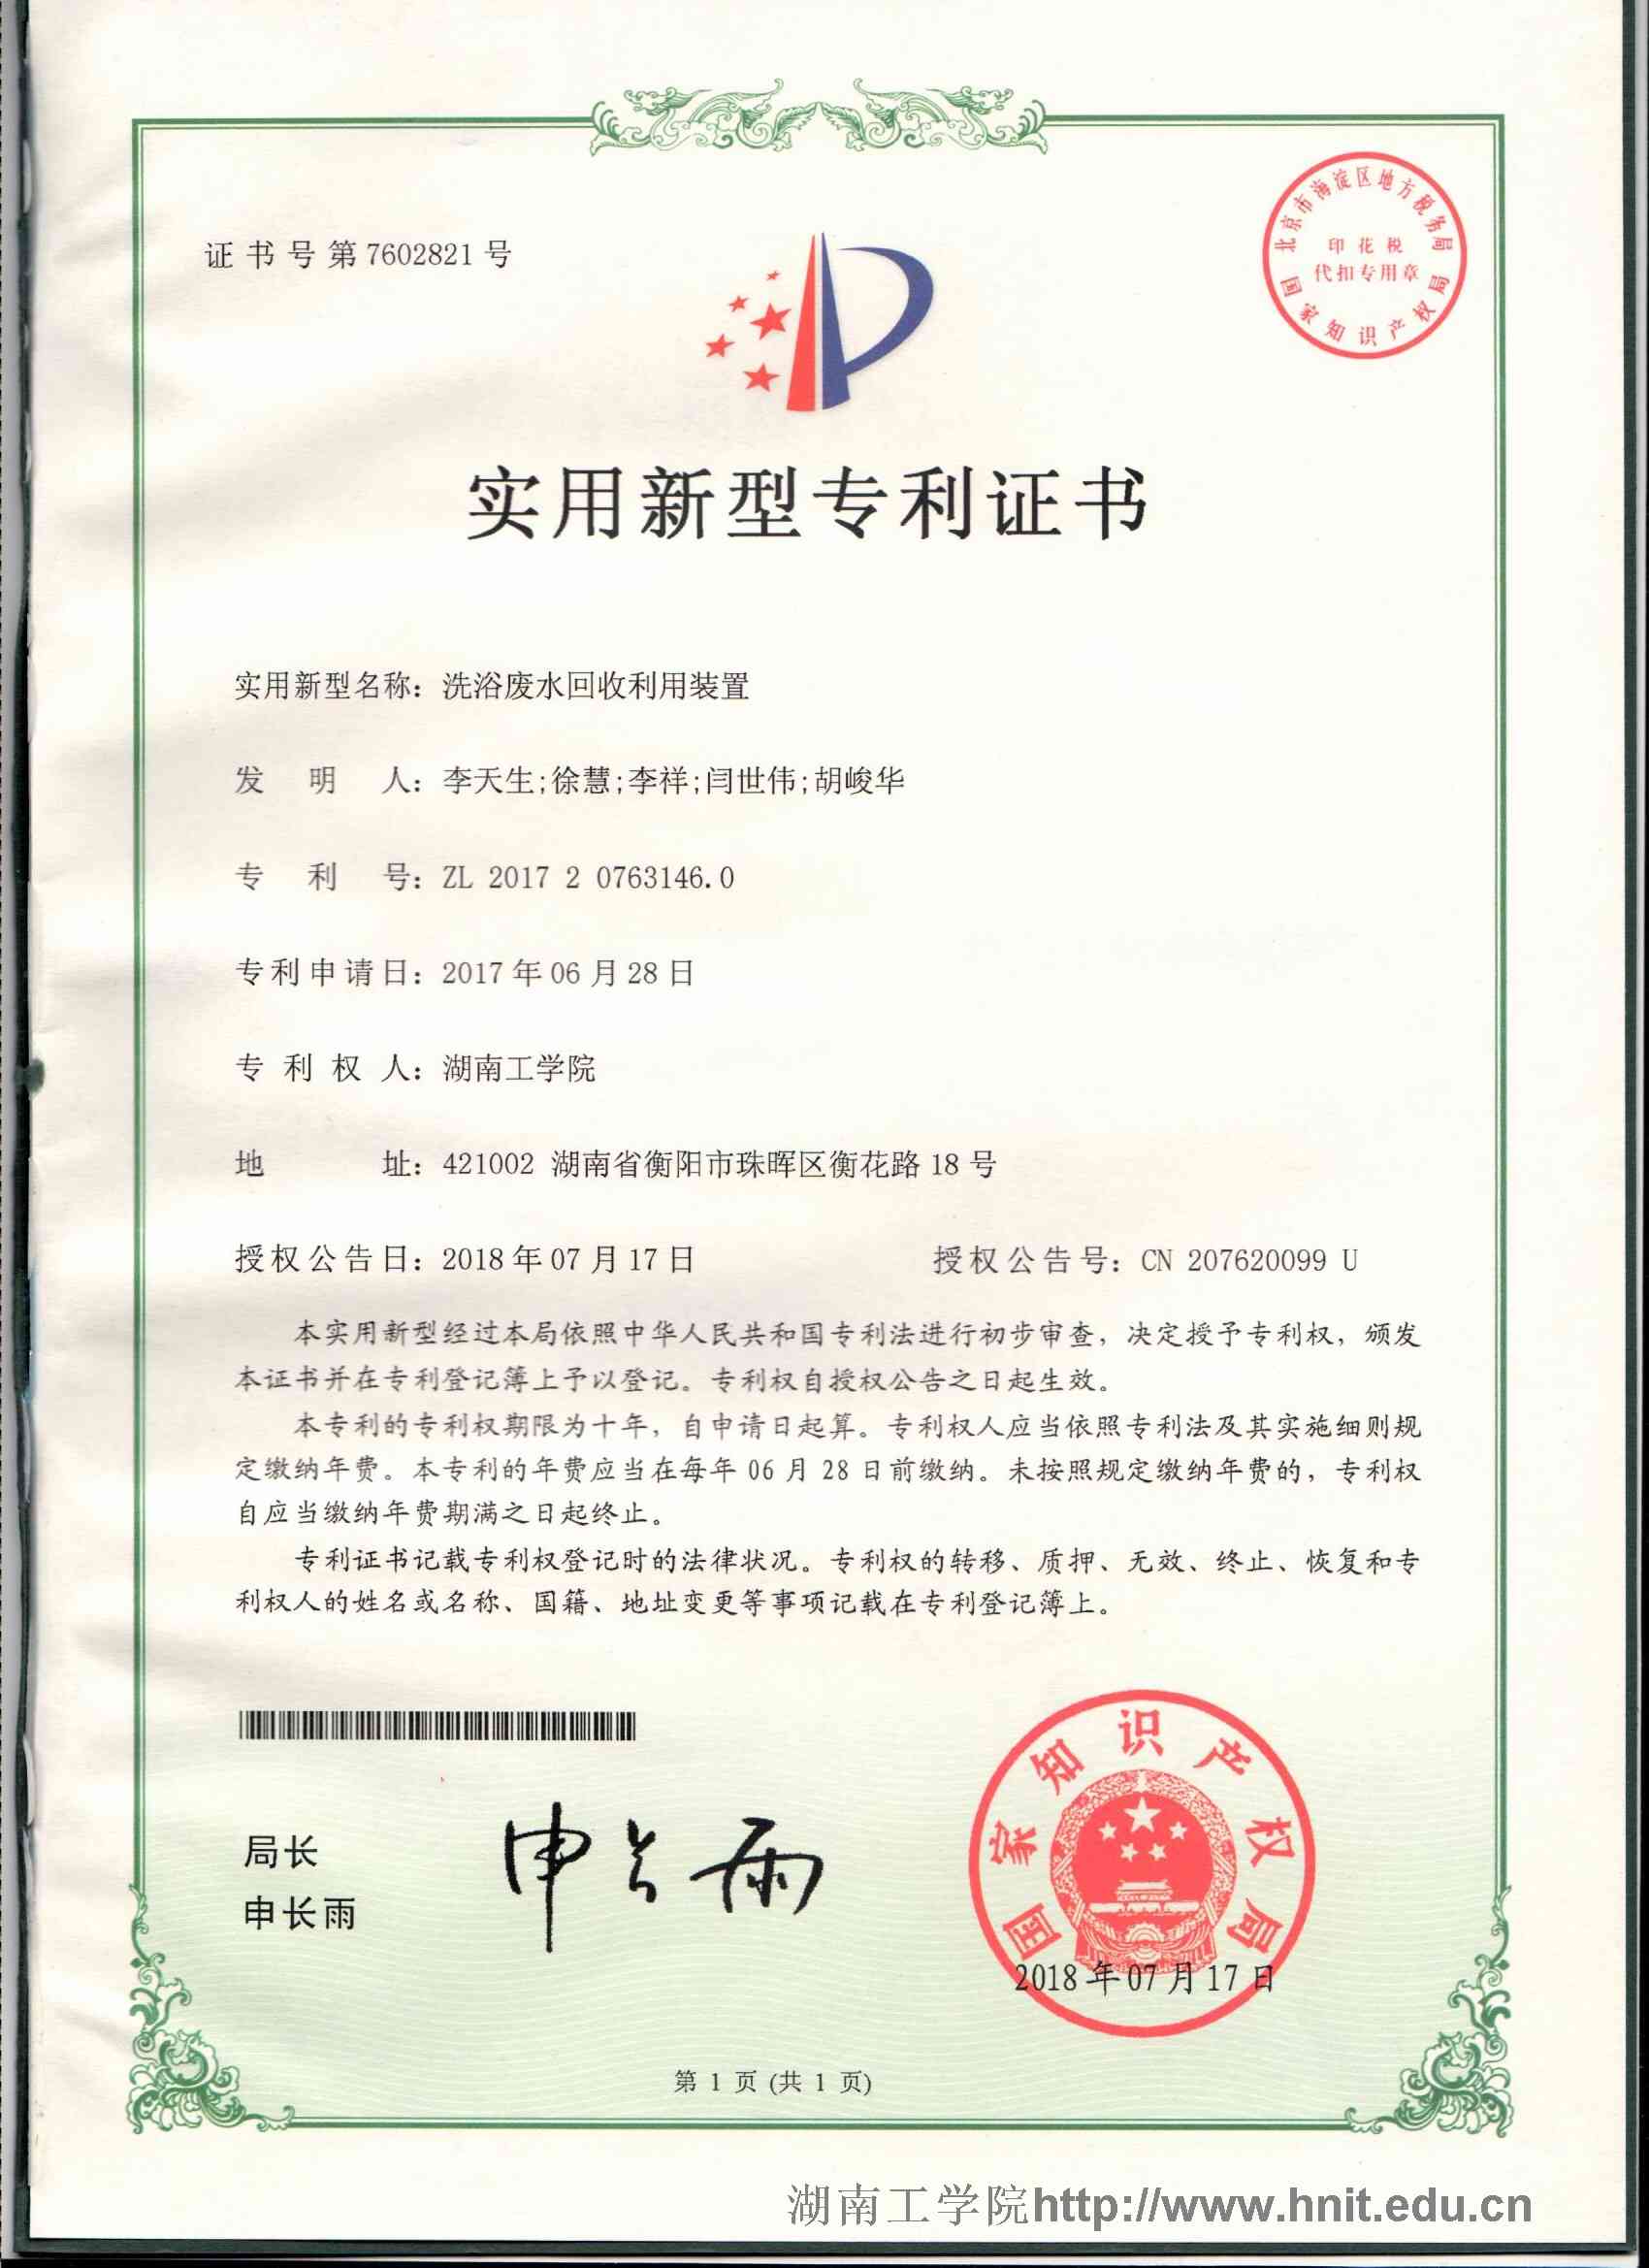 证书号第7602821号
北京市海淀区地方税务局
印花税
代扣专用章
国家知识产权局
实用新型专利证书
实用新型名称：洗浴废水回收利用装置
发明人：李天生;徐慧;李祥;闫世伟;胡峻华
专利号：ZL 2017 2 0763146.0
专利申请日：2017年06月28日
专利权人：湖南工学院
地址：421002 湖南省衡阳市珠晖区衡花路18号
授权公告日：2018年07月17日 授权公告号：CN 207620099 U
本实用新型经过本局依照中华人民共和国专利法进行初步审查，决定授予专利权，颁发
本证书并在专利登记簿上予以登记。专利权自授权公告之日起生效。
本专利的专利权期限为十年，自申请日起算。专利权人应当依照专利法及其实施细则规
定缴纳年费。本专利的年费应当在每年06月28日前缴纳。未按照规定缴纳年费的，专利权
自应当缴纳年费期满之日起终止。
专利证书记载专利权登记时的法律状况。专利权的转移、质押、无效、终止、恢复和专
利权人的姓名或名称、国籍、地址变更等事项记载在专利登记簿上。
局长
申长雨
申长雨
国家知识产权局
2018年07月17日
第 1 页 (共 1 页)
湖南工学院http://www.hnit.edu.cn